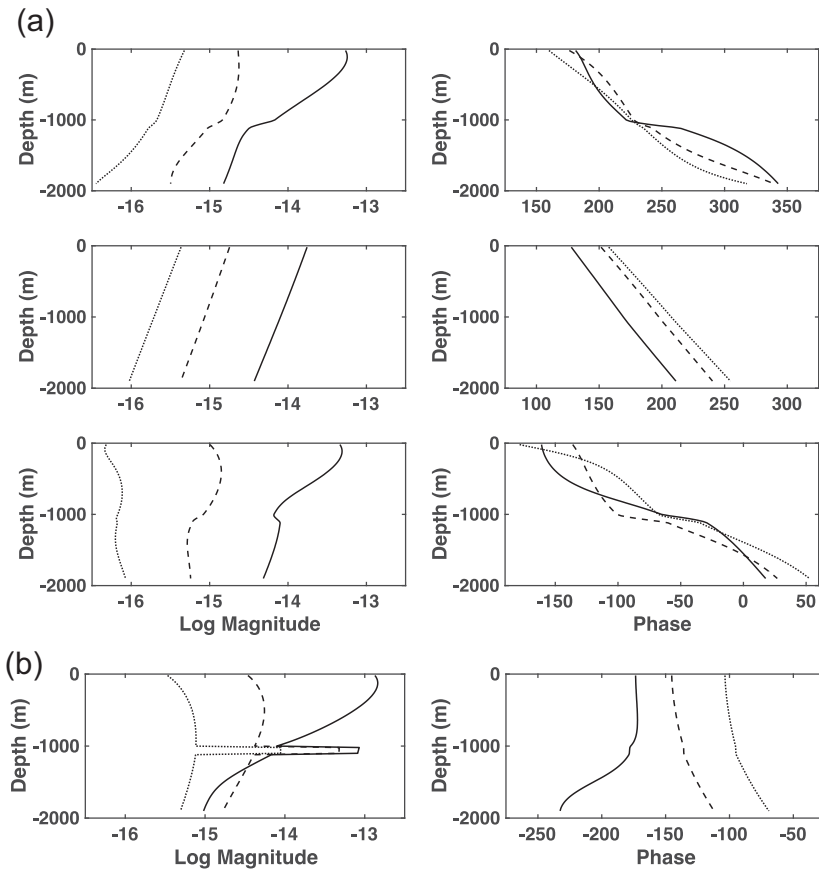 (a)
0
-1000
-2000
Depth (m)
-16 -15 -14 -13
0
-1000
-2000
Depth (m)
150 200 250 300 350
0
-1000
-2000
Depth (m)
-16 -15 -14 -13
0
-1000
-2000
Depth (m)
100 150 200 250 300
0
-1000
-2000
Depth (m)
-16 -15 -14 -13
Log Magnitude
0
-1000
-2000
Depth (m)
-150 -100 -50 0 50
Phase
(b)
0
-1000
-2000
Depth (m)
-16 -15 -14 -13
Log Magnitude
0
-1000
-2000
Depth (m)
-250 -200 -150 -100 -50
Phase